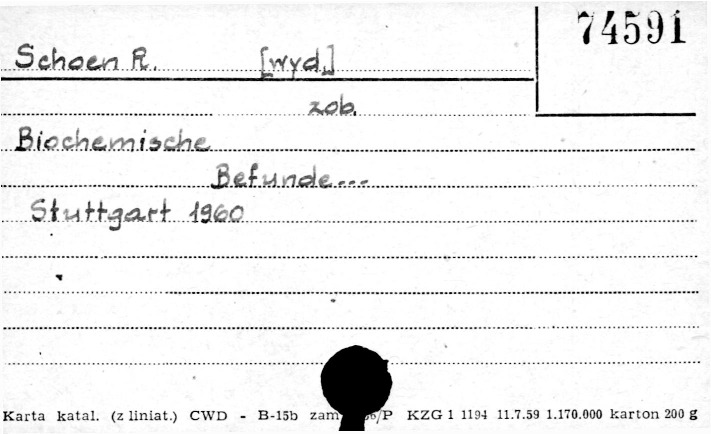 74591
Schoen R. [wyd.]
zob.
Biochemische
Befunde...
Stuttgart 1960
Karta katal. (z liniat.) CWD - B-15b zam 6/P KZG 1 1194 11.7.59 1.170.000 karton 200 g